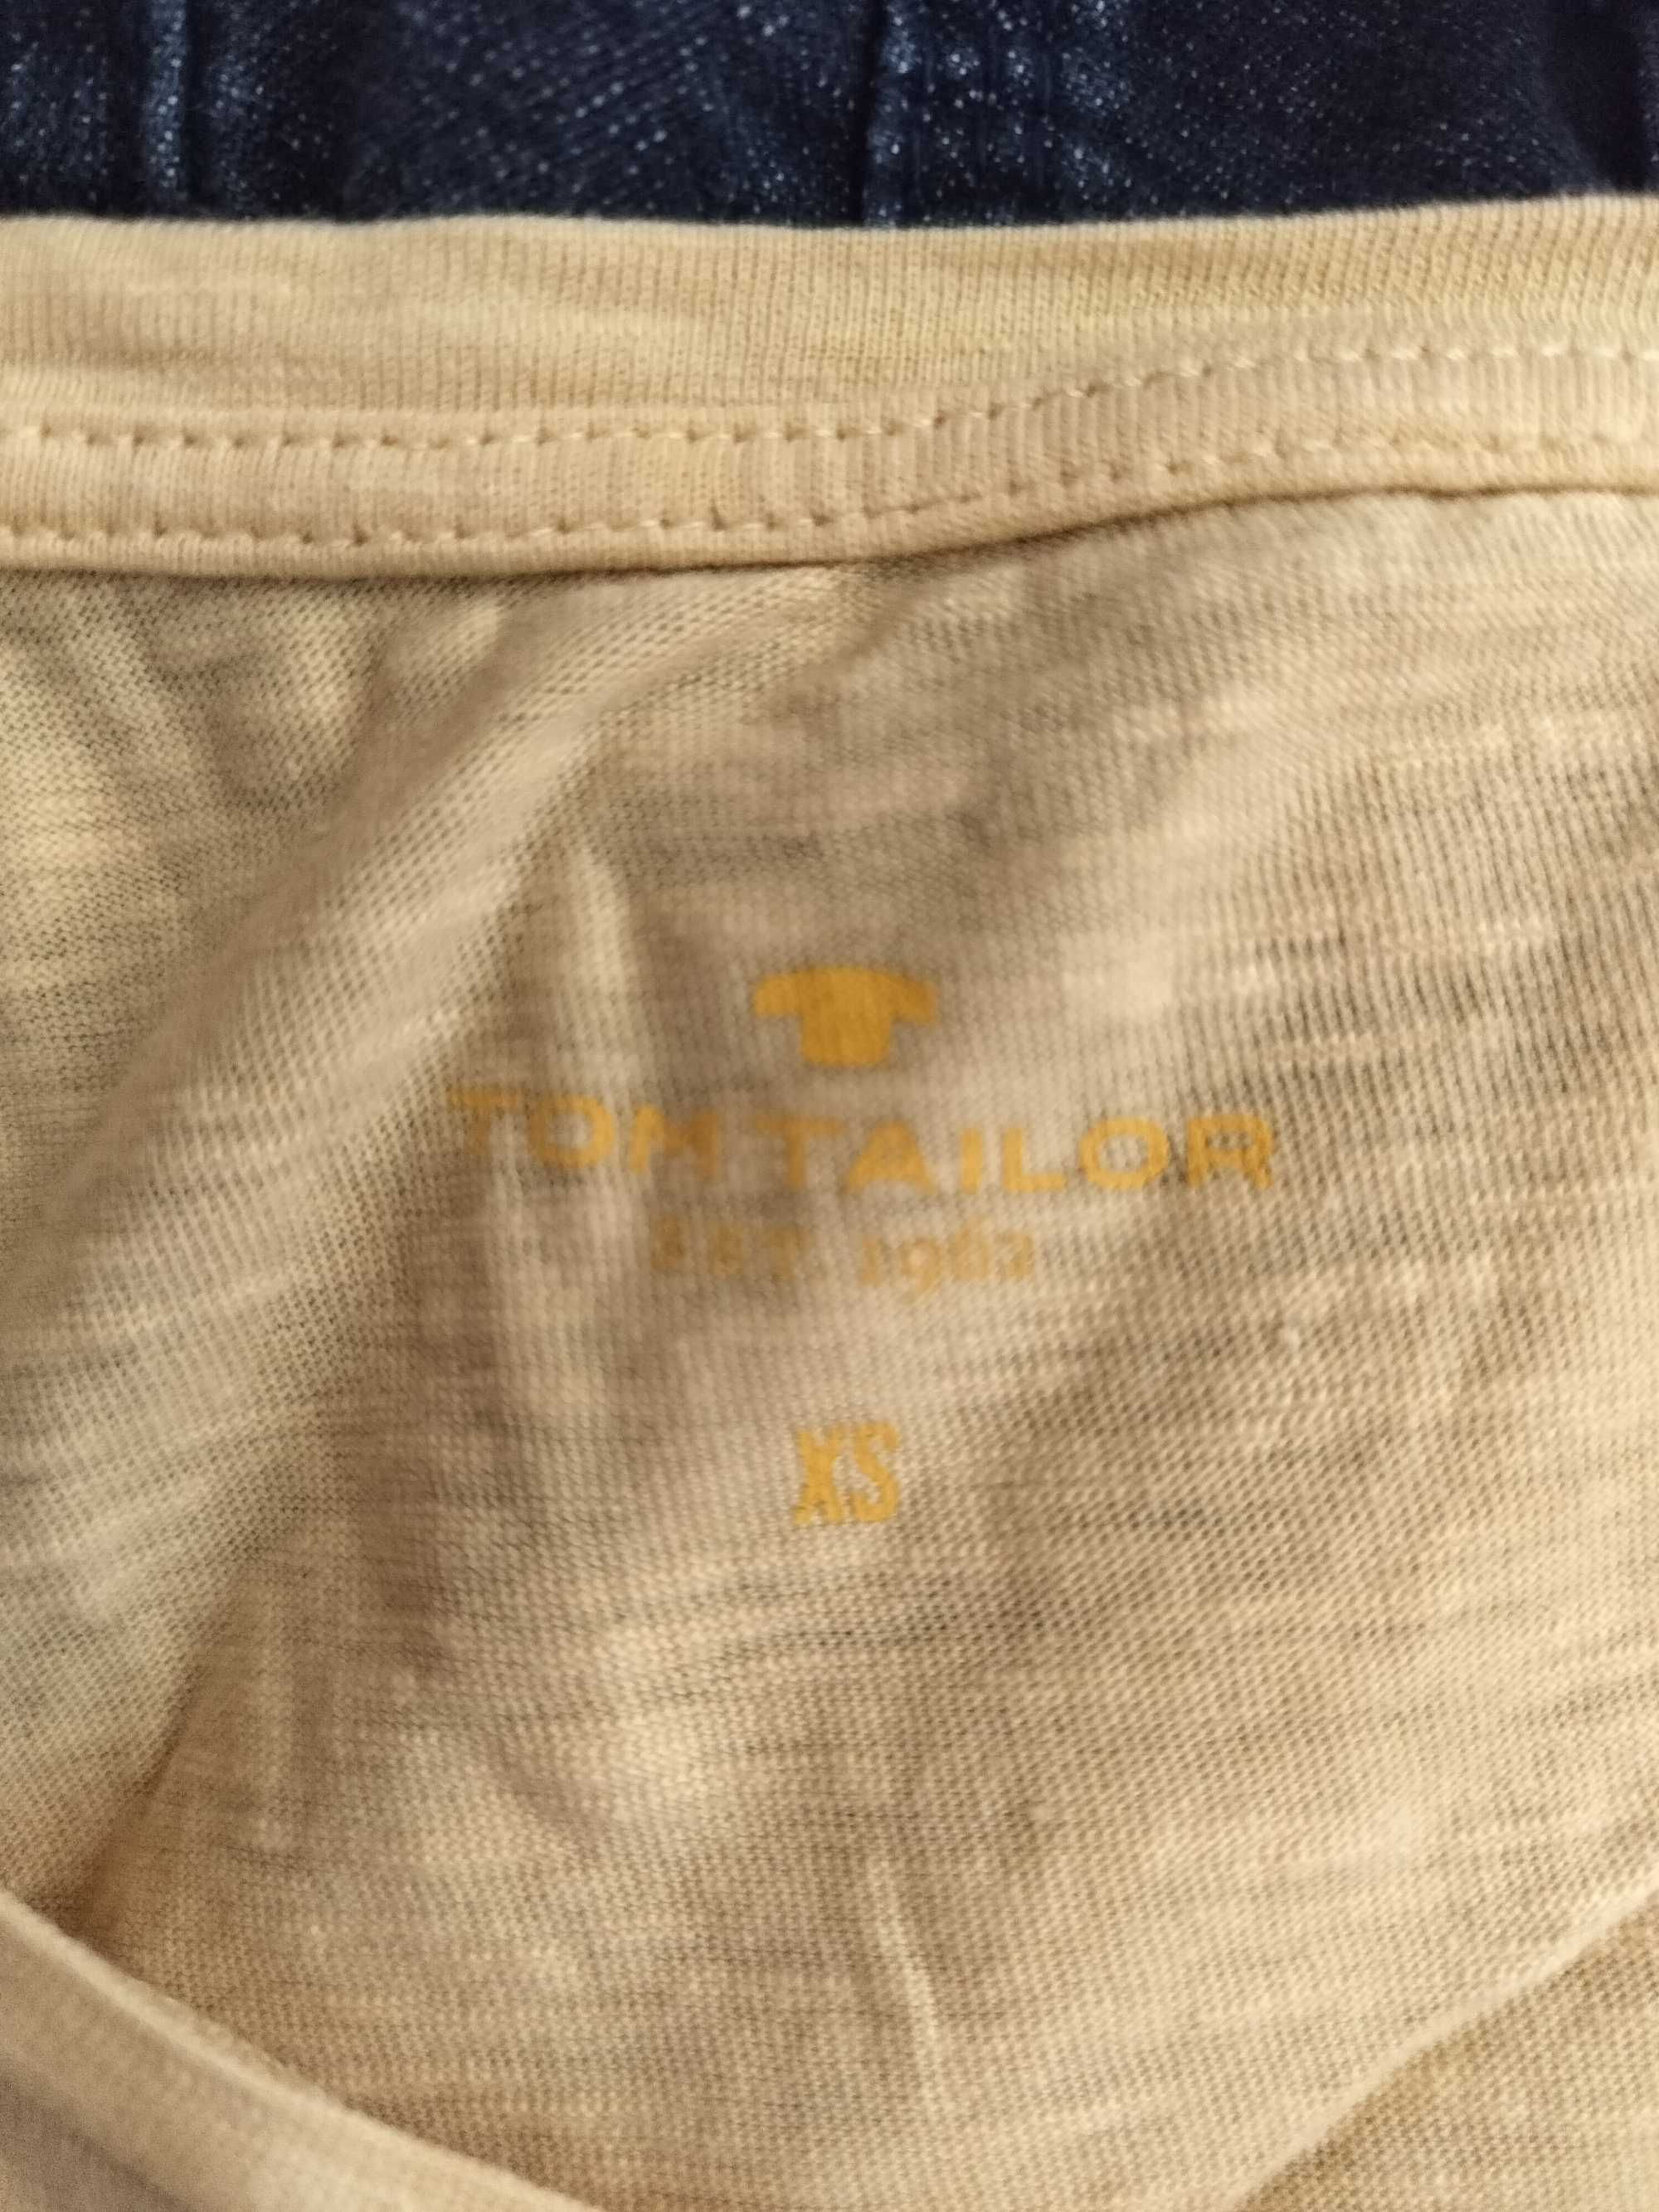 TOM TAILOR
EST 1962
XS